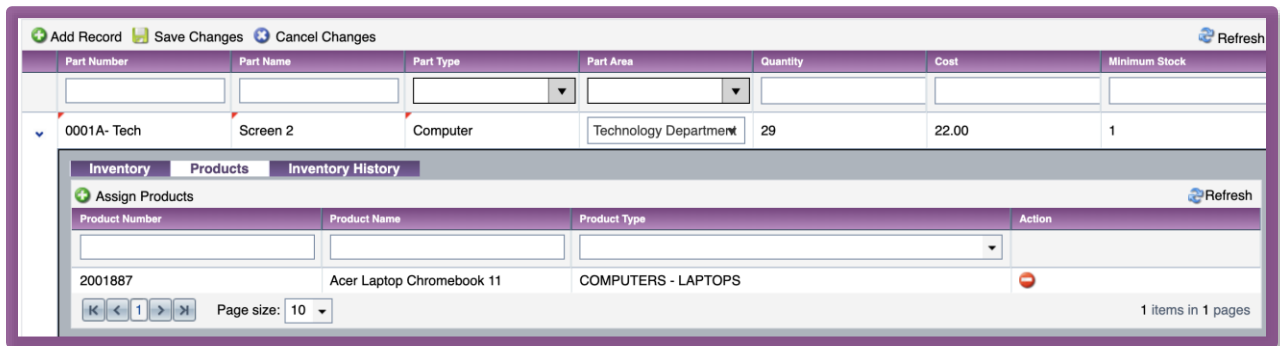 Add Record Save Changes Cancel Changes Refresh
Part Number Part Name Part Type Part Area Quantity Cost Minimum Stock
0001A- Tech Screen 2 Computer Technology Department 29 22.00 1
Inventory Products Inventory History
Assign Products Refresh
Product Number Product Name Product Type Action
2001887 Acer Laptop Chromebook 11 COMPUTERS - LAPTOPS
1 Page size: 10 1 items in 1 pages